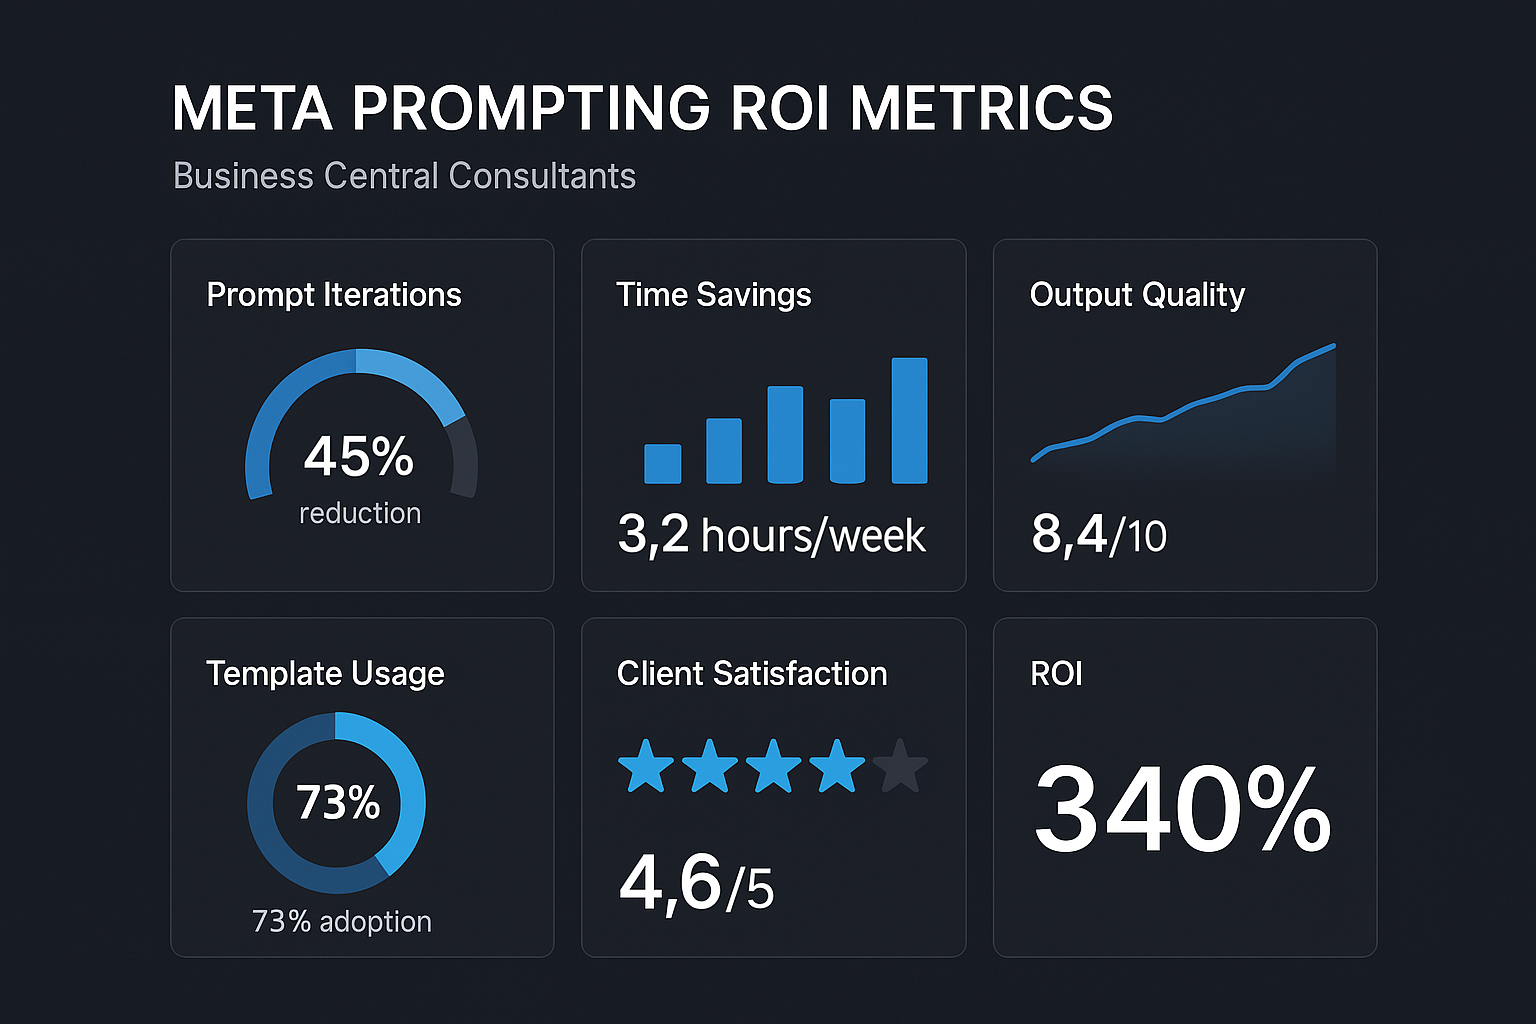 META PROMPTING ROI METRICS
Business Central Consultants
Prompt Iterations
45%
reduction
Time Savings
3,2 hours/week
Output Quality
8,4/10
Template Usage
73%
73% adoption
Client Satisfaction
4,6/5
ROI
340%